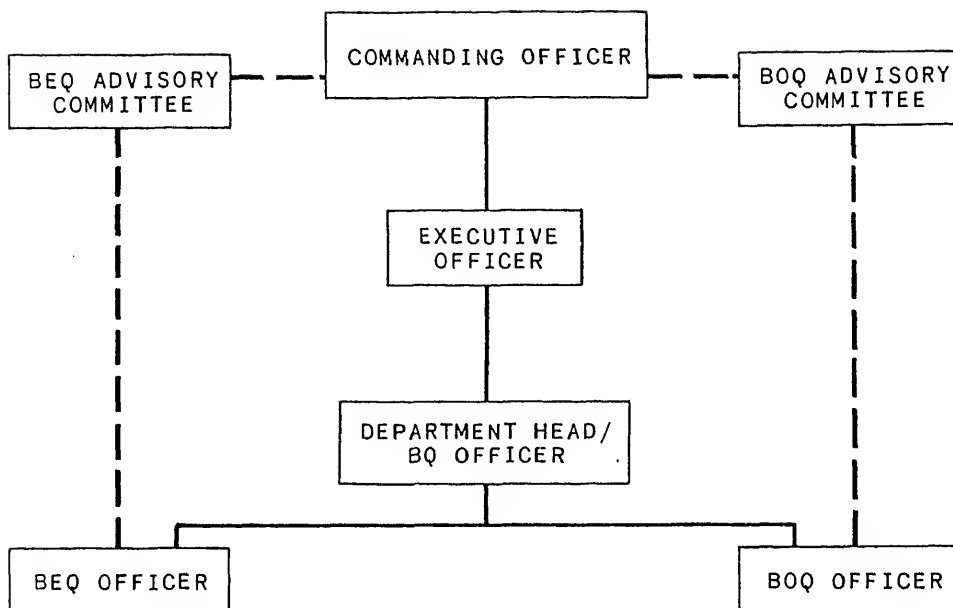 COMMANDING OFFICER
BEQ ADVISORY
COMMITTEE
BOQ ADVISORY
COMMITTEE
EXECUTIVE
OFFICER
DEPARTMENT HEAD/
BQ OFFICER
BEQ OFFICER
BOQ OFFICER